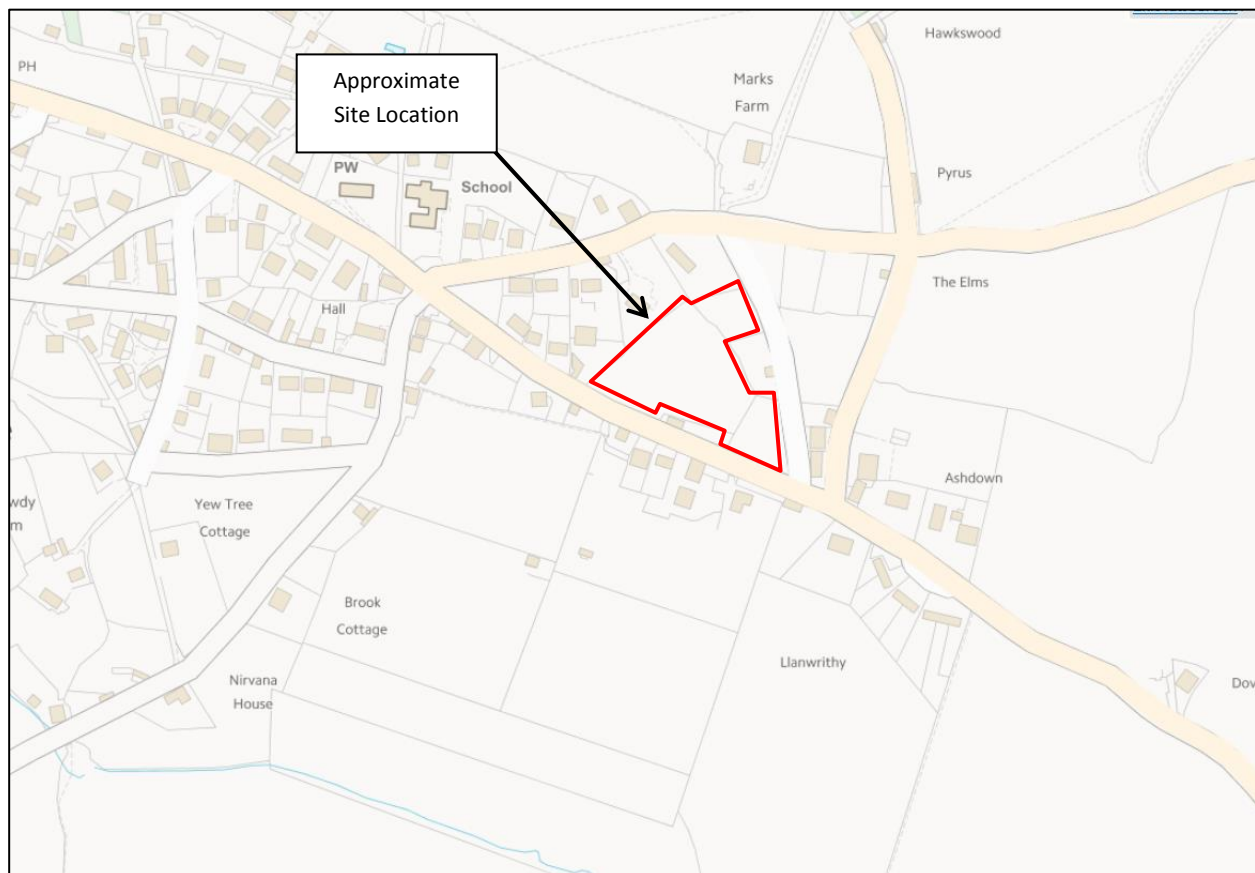 Hawkswood
PH
Approximate
Site Location
Marks
Farm
PW
School
Pyrus
The Elms
Hall
Ashdown
Yew Tree
Cottage
Brook
Cottage
Llanwrithy
Nirvana
House